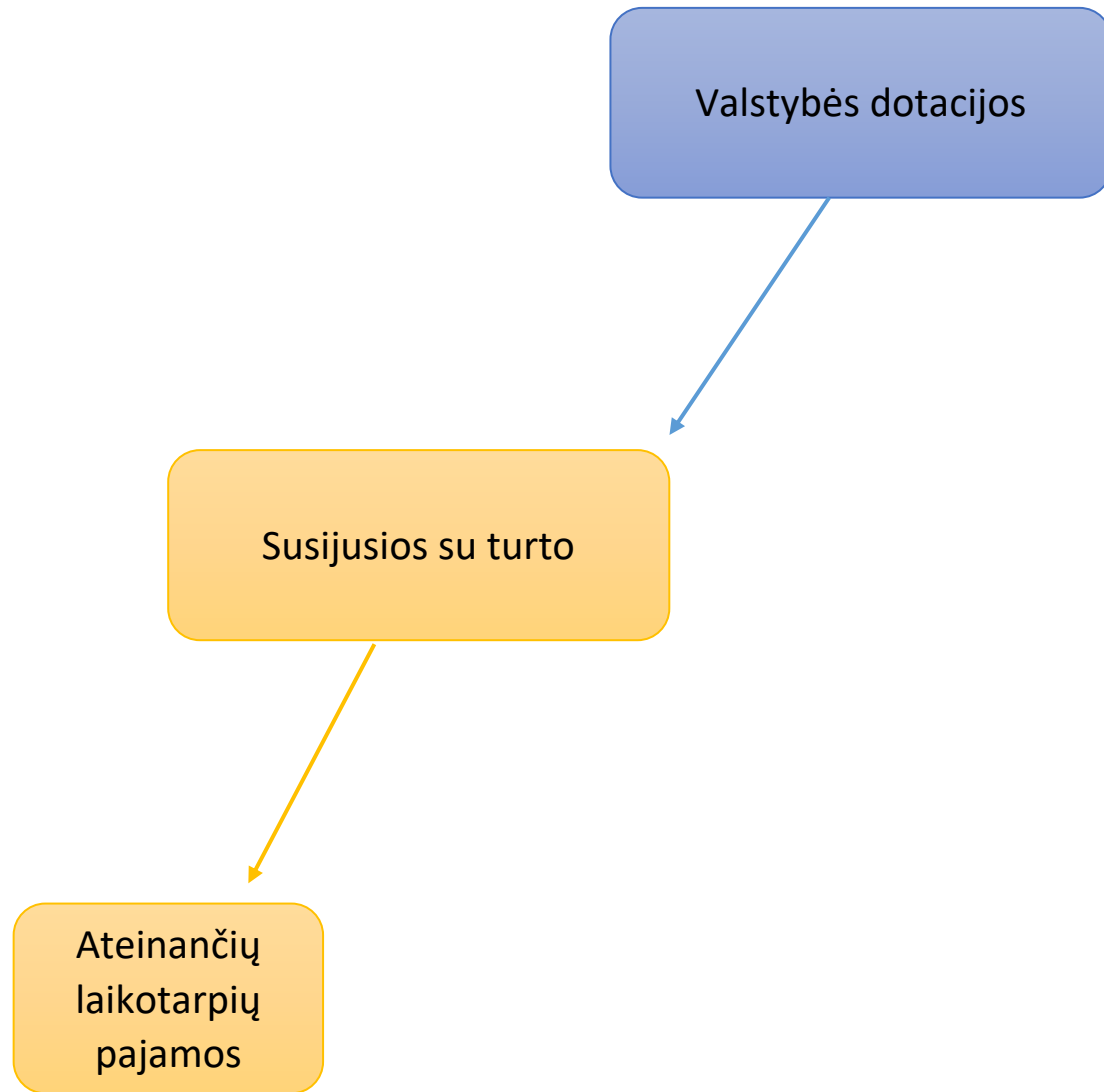 Valstybės dotacijos
Susijusios su turto
Ateinančių
laikotarpių
pajamos